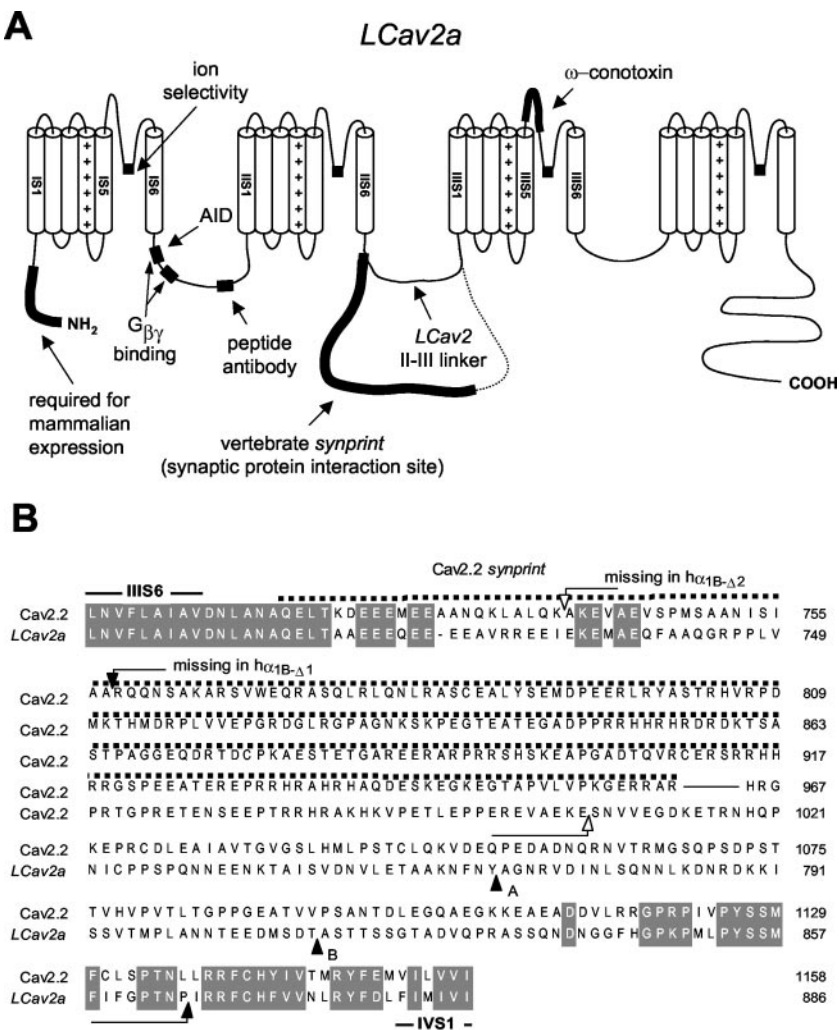 A
LCav2a
ion
selectivity
ω–conotoxin
IS1
+
+
+
+
+
+
IS5
IS6
IIS1
+
+
+
+
+
+
IIS6
IIIS1
+
+
+
+
+
+
IIIS5
IIIS6
+
+
+
+
+
+
AID
NH2
Gβγ
binding
peptide
antibody
LCav2
II-III linker
required for
mammalian
expression
vertebrate synprint
(synaptic protein interaction site)
COOH
B
IIIS6
Cav2.2 synprint
missing in hα1B-Δ2
Cav2.2 LNVFLAIAVDNLANAQELTKDEEEMEEAANQKLALQKAKEVAEVSPMSAANISI 755
LCav2a LNVFLAIAVDNLANAQELTAAEEEQEE-EEAVRREEIEKEMAEQFAAQGRPPLV 749
missing in hα1B-Δ1
Cav2.2 AARQQNSAKARSVWEQRASQLRLQNLRASCEALYSEMDPEERLRYASTRHVRPD 809
Cav2.2 MKTHMDRPLVVEPGRDGLRGPAGNKSKPEGTEATEGADPPRRHHRHRDRDKTSA 863
Cav2.2 STPAGGEQDRTDCPKAESTETGAREERARPRRSHSKEAPGADTQVRCERSRRHH 917
Cav2.2 RRGSPEEATEREPRRHRAHRHAQDESKEGKEGTAPVLVPKGERRAR HRG 967
Cav2.2 PRTGPRETENSEEPTRRHRAKHKVPETLEPPEREVAEKESNVVEGDKETRNHQP 1021
Cav2.2 KEPRCDLEAIAVTGVGSLHMLPSTCLQKVDEQPEDADNQRNVTRMGSQPSDPST 1075
LCav2a NICPPSPQNNEENKTAISVDNVLETAAKNFNYAGNRVDINLSQNNLKDNRDKKI 791
A
Cav2.2 TVHVPVTLTGPPGEATVVPSANTDLEGQAEGKKEAEADDVLRRGPRPIVPYSSM 1129
LCav2a SSVTMPLANNTEEDMSDTASTTSSGTADVQPRASSQNDNGGFHGPKPMLPYSSM 857
B
Cav2.2 FCLSPTNLLRRFCHYIVTMRYFEMVILVVI 1158
LCav2a FIFGPTNPIRRFCHFVVNLRYFDLFIMIVI 886
IVS1